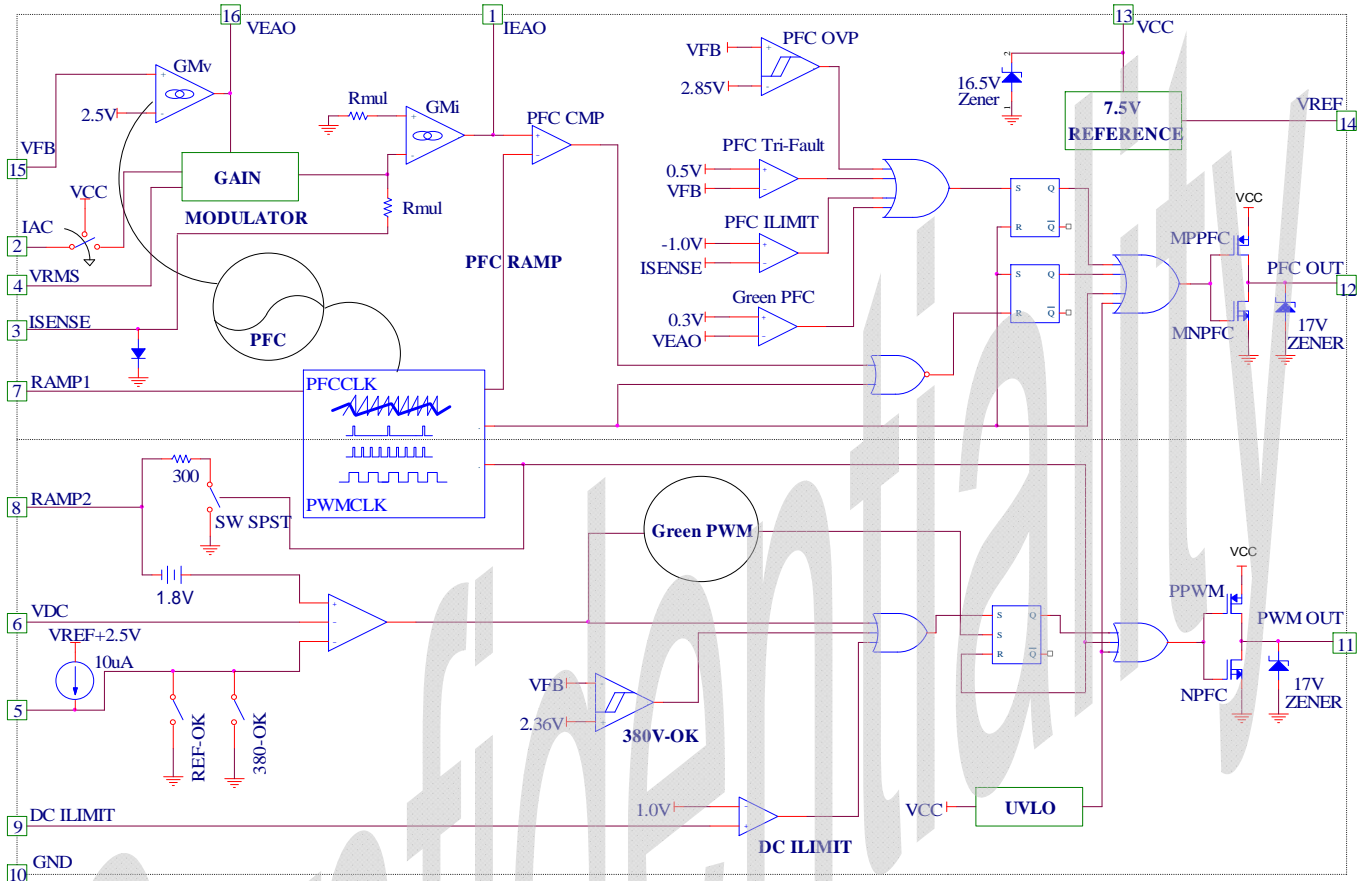 16
VEAO
1
IEAO
13
VCC
PFC OVP
VFB
2.85V
GMv
2.5V
Rmul
GMi
PFC CMP
16.5V
Zener
2
1
7.5V
REFERENCE
VREF
14
VFB
15
GAIN
MODULATOR
VCC
IAC
2
Rmul
PFC Tri-Fault
0.5V
VFB
PFC ILIMIT
-1.0V
ISENSE
PFC RAMP
S Q
R Q
VCC
MPPFC
PFC OUT
12
VRMS
4
ISENSE
3
PFC
Green PFC
0.3V
VEAO
S Q
R Q
MNPFC
17V
ZENER
RAMP1
7
PFCCLK
PWMCLK
300
RAMP2
8
SW SPST
Green PWM
1.8V
VDC
6
VREF+2.5V
10uA
5
REF-OK
380-OK
VFB
2.36V
380V-OK
S Q
S Q
R
VCC
PPWM
PWM OUT
11
NPFC
17V
ZENER
DC ILIMIT
9
1.0V
DC ILIMIT
VCC
UVLO
GND
10
Confidentiality